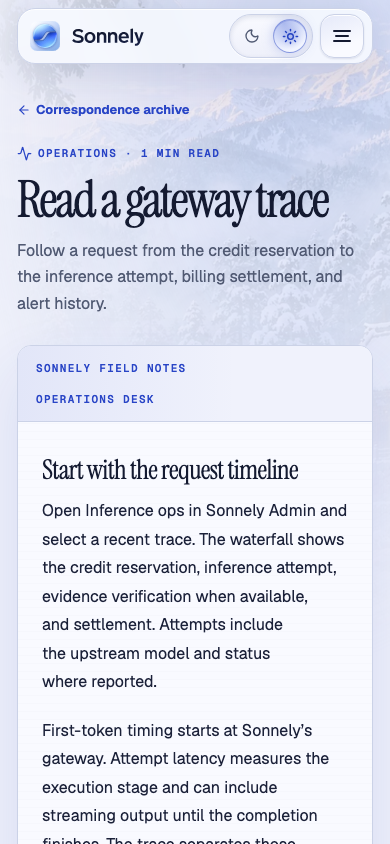 Sonnely
Correspondence archive
OPERATIONS · 1 MIN READ
Read a gateway trace
Follow a request from the credit reservation to
the inference attempt, billing settlement, and
alert history.
SONNELY FIELD NOTES
OPERATIONS DESK
Start with the request timeline
Open Inference ops in Sonnely Admin and
select a recent trace. The waterfall shows
the credit reservation, inference attempt,
evidence verification when available,
and settlement. Attempts include
the upstream model and status
where reported.
First-token timing starts at Sonnely’s
gateway. Attempt latency measures the
execution stage and can include
streaming output until the completion
finishes. The trace separates these